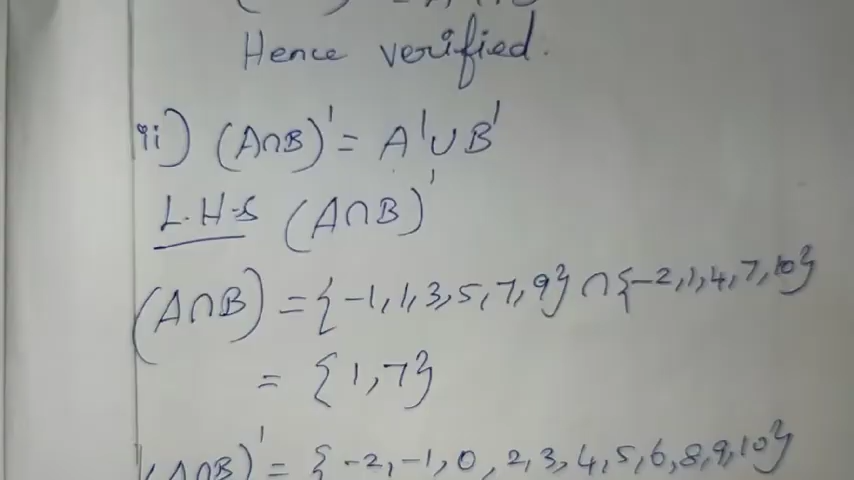 Hence verified.
ii) (A∩B)' = A'∪B'
L.H.S (A∩B)'
(A∩B) = {-1,1,3,5,7,9} ∩ {-2,1,4,7,10}
= {1,7}
(A∩B)' = {-2,-1,0,2,3,4,5,6,8,9,10}